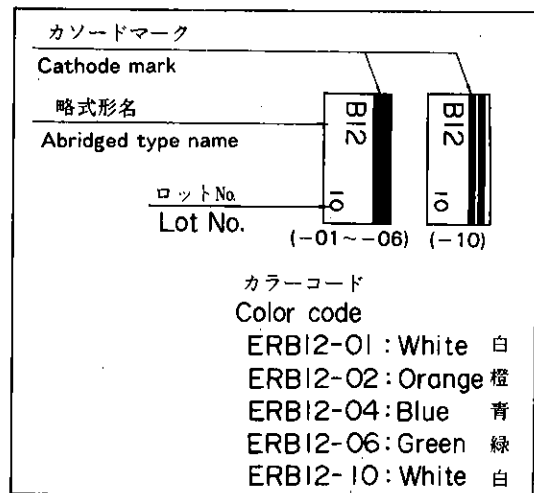 カソードマーク
Cathode mark
略式形名
Abridged type name
ロットNo.
Lot No.
B12
10
B12
10
(-01~-06)
(-10)
カラーコード
Color code
ERB12-01:White 白
ERB12-02:Orange 橙
ERB12-04:Blue 青
ERB12-06:Green 緑
ERB12-10:White 白